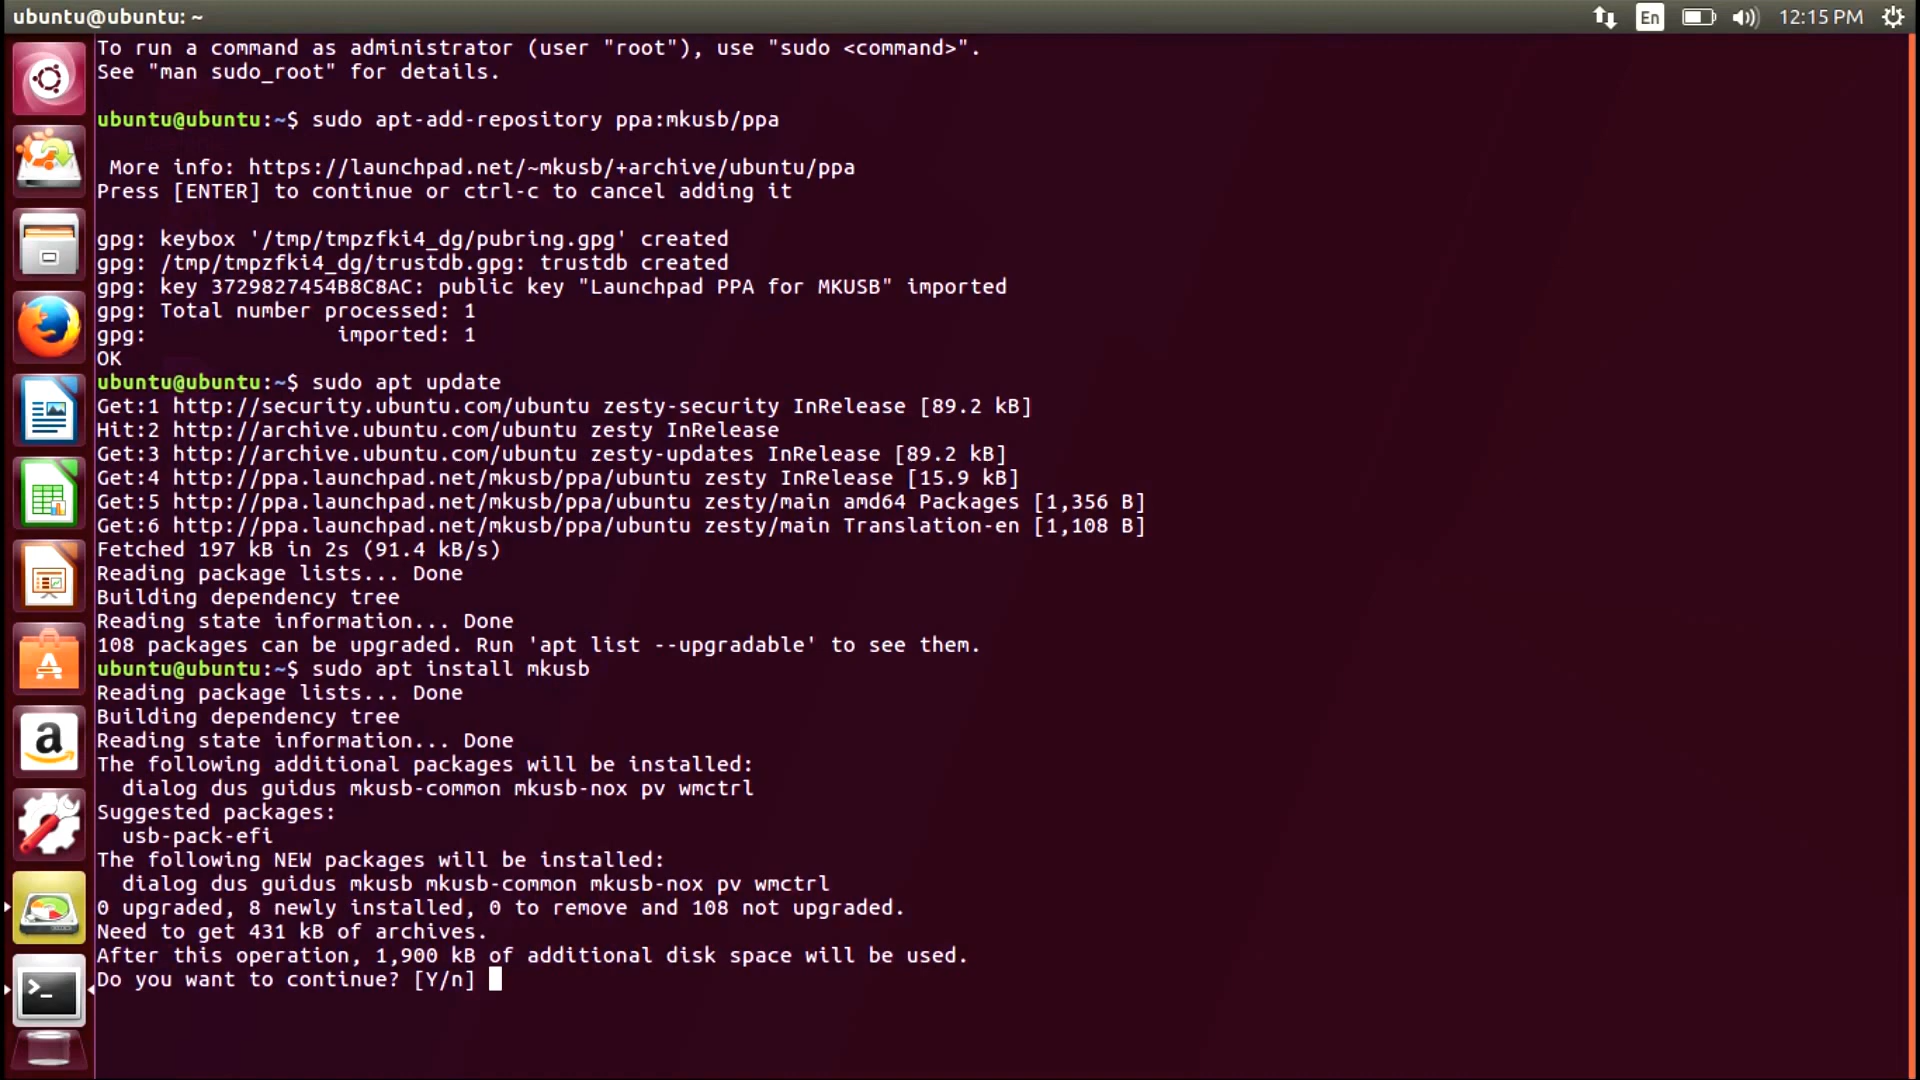 ubuntu@ubuntu: ~
En
12:15 PM
To run a command as administrator (user "root"), use "sudo <command>".
See "man sudo_root" for details.
ubuntu@ubuntu:~$ sudo apt-add-repository ppa:mkusb/ppa
More info: https://launchpad.net/~mkusb/+archive/ubuntu/ppa
Press [ENTER] to continue or ctrl-c to cancel adding it
gpg: keybox '/tmp/tmpzfki4_dg/pubring.gpg' created
gpg: /tmp/tmpzfki4_dg/trustdb.gpg: trustdb created
gpg: key 3729827454B8C8AC: public key "Launchpad PPA for MKUSB" imported
gpg: Total number processed: 1
gpg:               imported: 1
OK
ubuntu@ubuntu:~$ sudo apt update
Get:1 http://security.ubuntu.com/ubuntu zesty-security InRelease [89.2 kB]
Hit:2 http://archive.ubuntu.com/ubuntu zesty InRelease
Get:3 http://archive.ubuntu.com/ubuntu zesty-updates InRelease [89.2 kB]
Get:4 http://ppa.launchpad.net/mkusb/ppa/ubuntu zesty InRelease [15.9 kB]
Get:5 http://ppa.launchpad.net/mkusb/ppa/ubuntu zesty/main amd64 Packages [1,356 B]
Get:6 http://ppa.launchpad.net/mkusb/ppa/ubuntu zesty/main Translation-en [1,108 B]
Fetched 197 kB in 2s (91.4 kB/s)
Reading package lists... Done
Building dependency tree
Reading state information... Done
108 packages can be upgraded. Run 'apt list --upgradable' to see them.
ubuntu@ubuntu:~$ sudo apt install mkusb
Reading package lists... Done
Building dependency tree
Reading state information... Done
The following additional packages will be installed:
  dialog dus guidus mkusb-common mkusb-nox pv wmctrl
Suggested packages:
  usb-pack-efi
The following NEW packages will be installed:
  dialog dus guidus mkusb mkusb-common mkusb-nox pv wmctrl
0 upgraded, 8 newly installed, 0 to remove and 108 not upgraded.
Need to get 431 kB of archives.
After this operation, 1,900 kB of additional disk space will be used.
Do you want to continue? [Y/n]